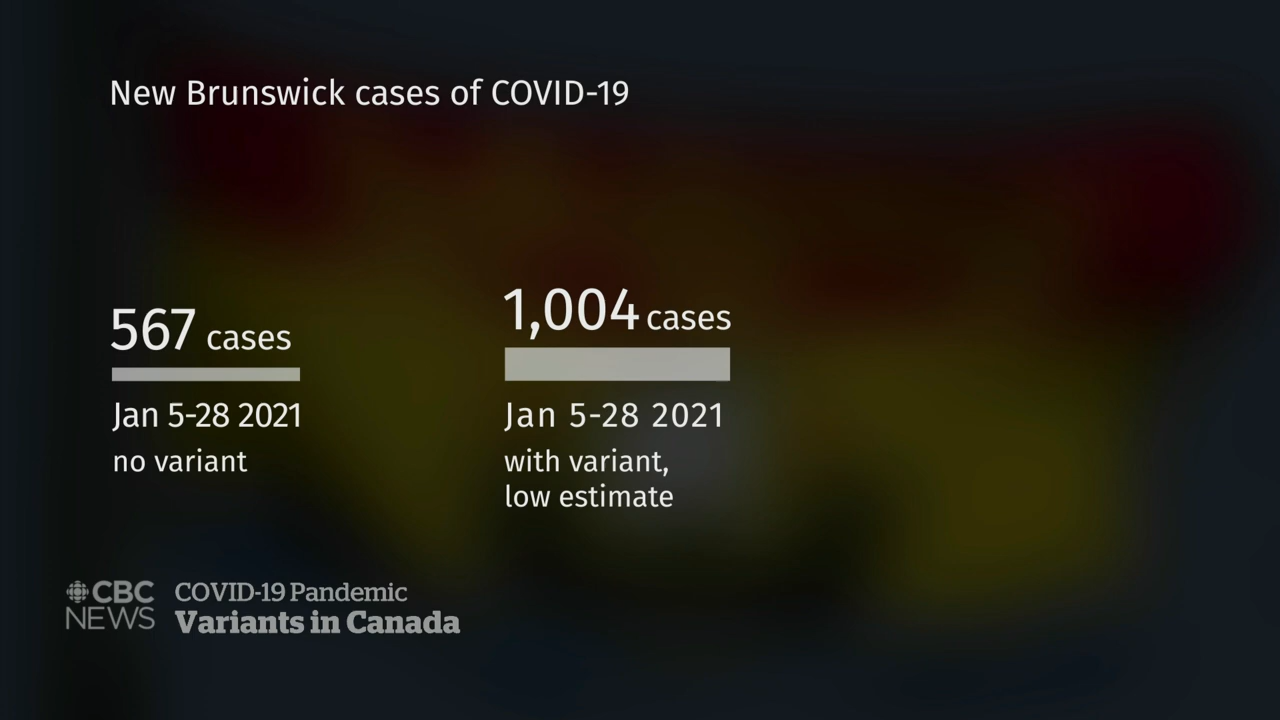 New Brunswick cases of COVID-19
567 cases
Jan 5-28 2021
no variant
1,004 cases
Jan 5-28 2021
with variant,
low estimate
CBC
NEWS
COVID-19 Pandemic
Variants in Canada